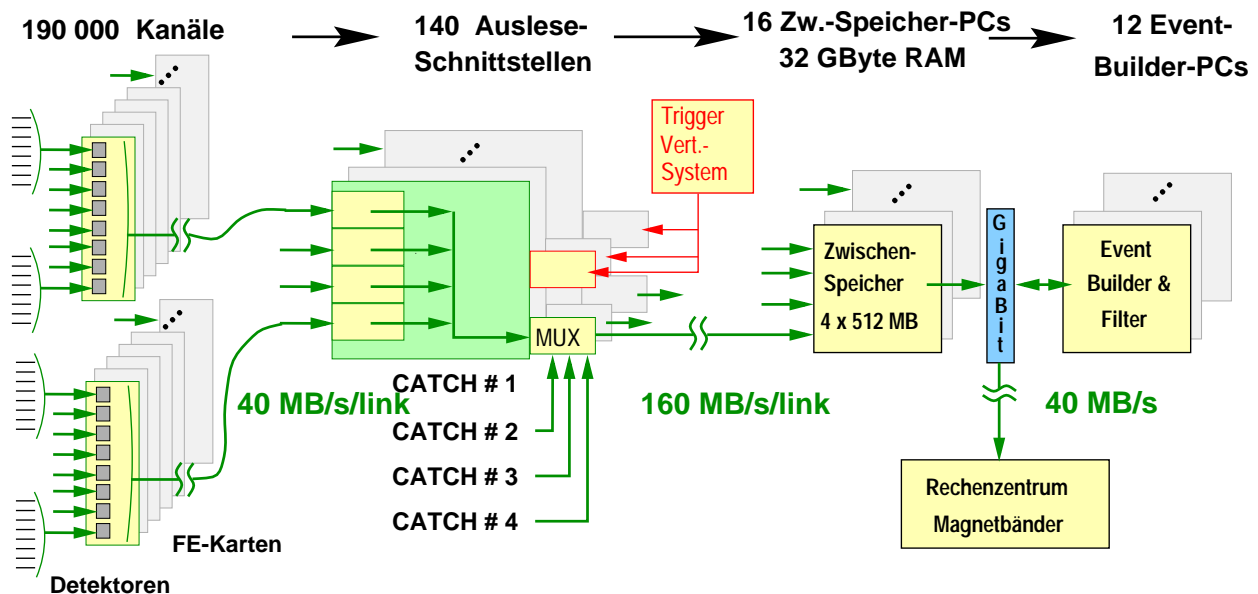 190 000 Kanäle
140 Auslese-
Schnittstellen
16 Zw.-Speicher-PCs
32 GByte RAM
12 Event-
Builder-PCs
Trigger
Vert.-
System
Zwischen-
Speicher
4 x 512 MB
GigaBit
Event
Builder &
Filter
MUX
CATCH # 1
CATCH # 2
CATCH # 3
CATCH # 4
40 MB/s/link
160 MB/s/link
40 MB/s
Rechenzentrum
Magnetbänder
FE-Karten
Detektoren